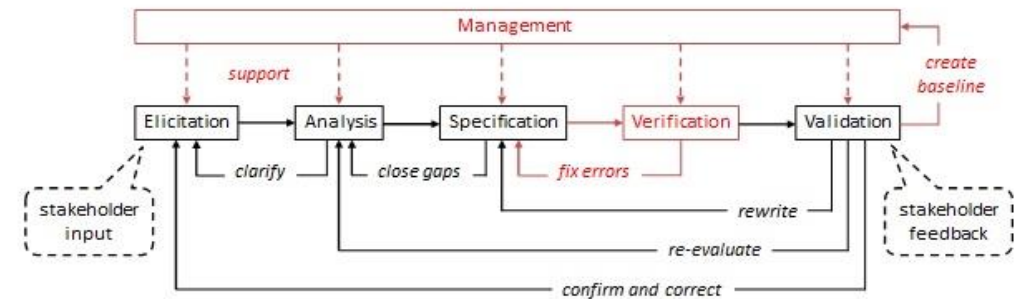 Management
support
create
baseline
Elicitation
Analysis
Specification
Verification
Validation
clarify
close gaps
fix errors
stakeholder
input
rewrite
stakeholder
feedback
re-evaluate
confirm and correct